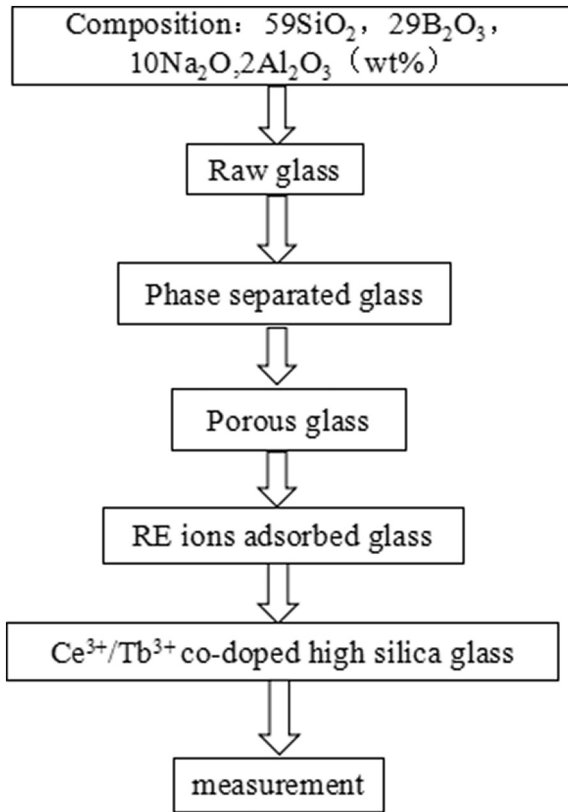 Composition：59SiO₂，29B₂O₃，
10Na₂O,2Al₂O₃（wt%）
Raw glass
Phase separated glass
Porous glass
RE ions adsorbed glass
Ce³⁺/Tb³⁺ co-doped high silica glass
measurement